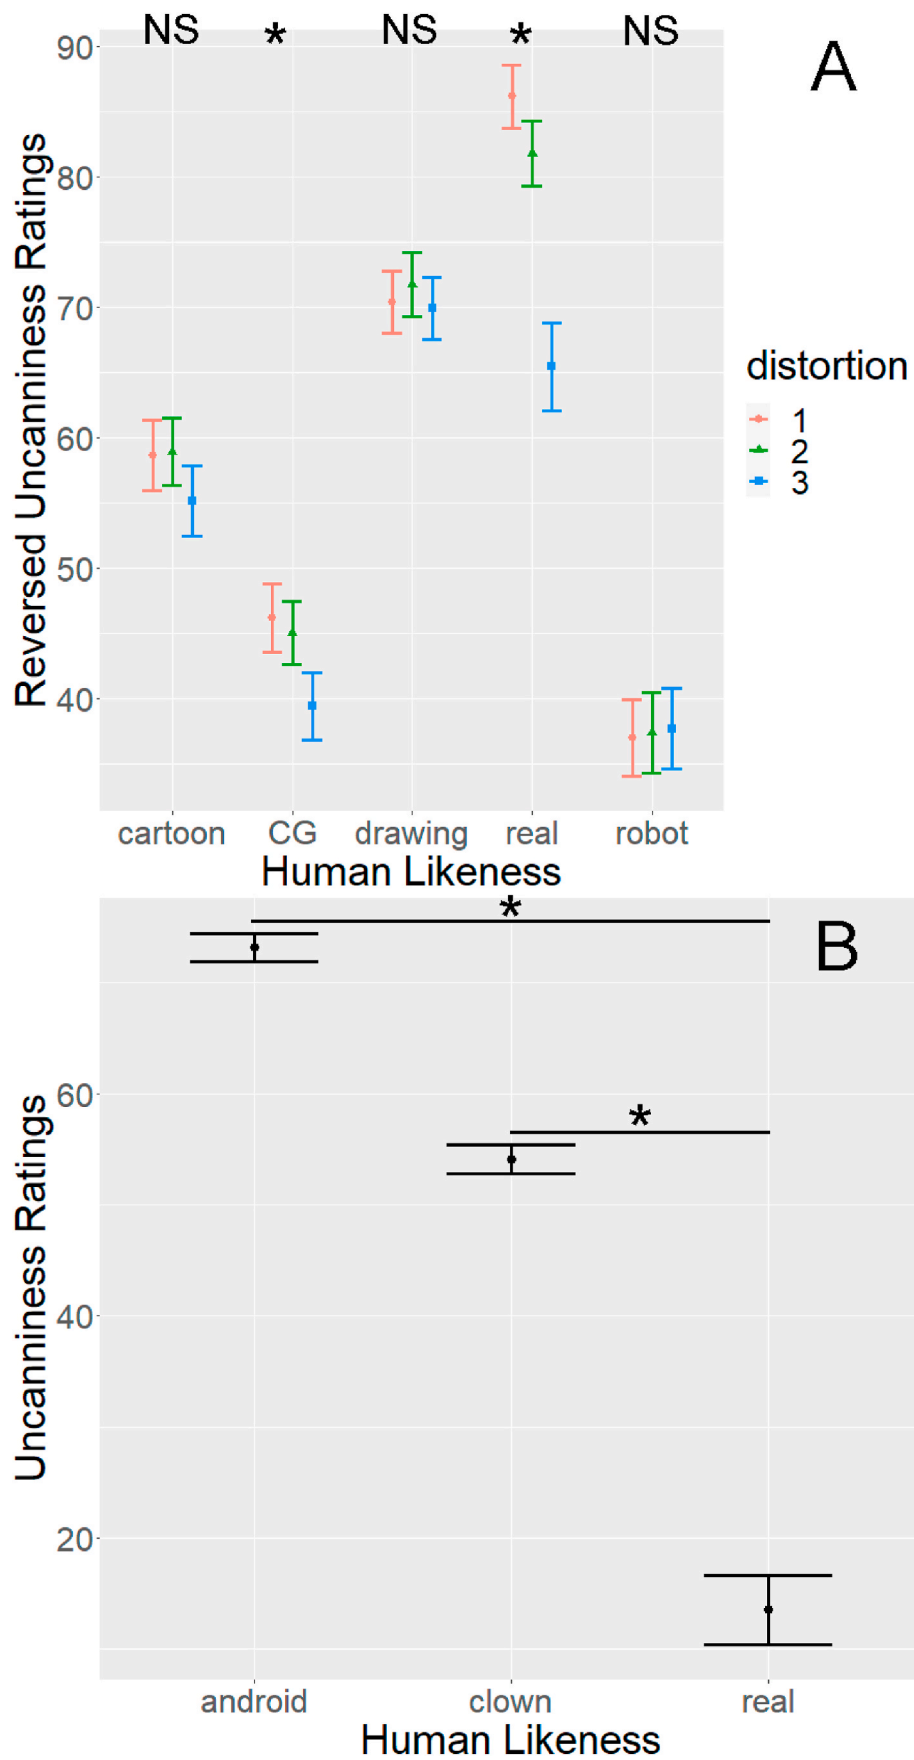 NS * NS * NS
A
Reversed Uncanniness Ratings
90
80
70
60
50
40
distortion
1
2
3
cartoon CG drawing real robot
Human Likeness
B
*
*
Uncanniness Ratings
60
40
20
android clown real
Human Likeness